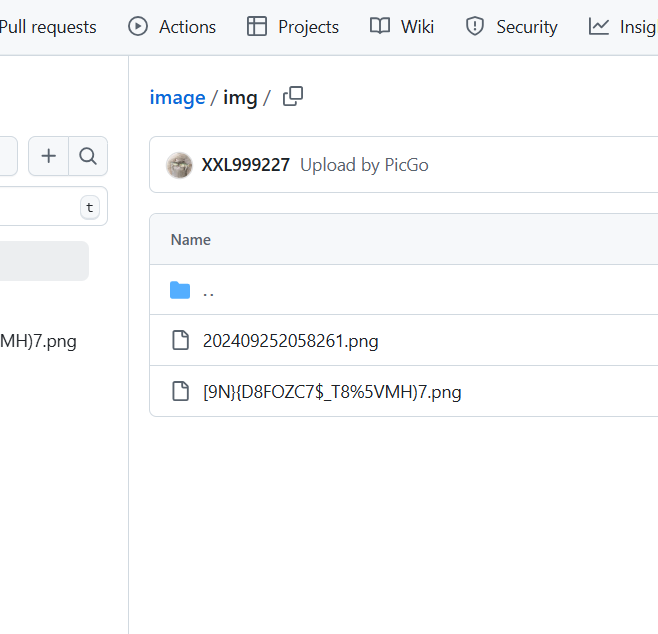 Pull requests Actions Projects Wiki Security Insig
image / img /
t
XXL999227 Upload by PicGo
Name
..
MH)7.png
202409252058261.png
[9N}{D8FOZC7$_T8%5VMH)7.png